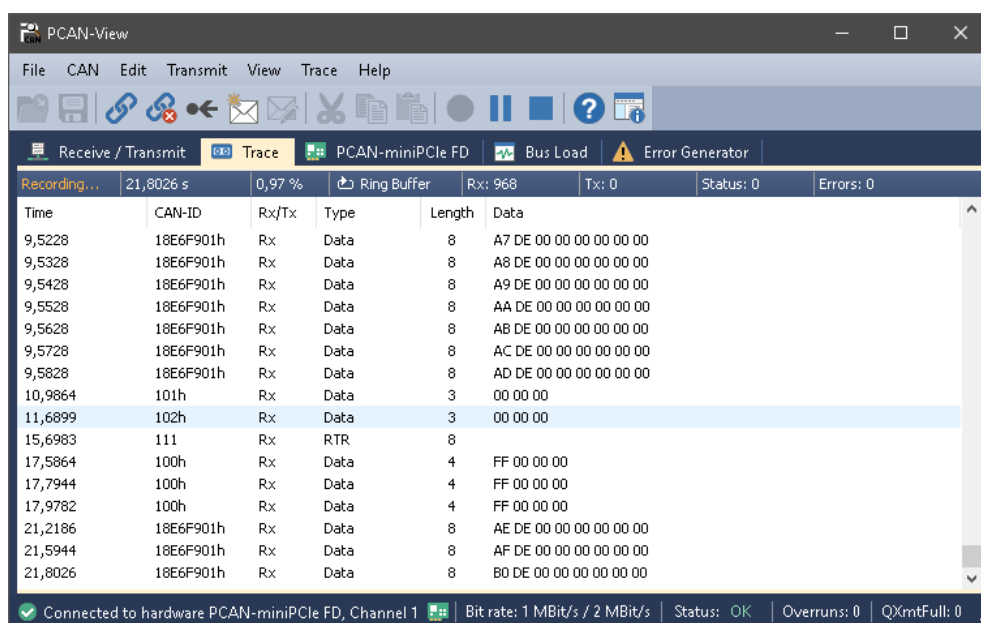 PCAN-View
File CAN Edit Transmit View Trace Help
Receive / Transmit Trace PCAN-miniPCIe FD Bus Load Error Generator
Recording... 21,8026 s 0,97 % Ring Buffer Rx: 968 Tx: 0 Status: 0 Errors: 0
Time CAN-ID Rx/Tx Type Length Data
9,5228 18E6F901h Rx Data 8 A7 DE 00 00 00 00 00 00
9,5328 18E6F901h Rx Data 8 A8 DE 00 00 00 00 00 00
9,5428 18E6F901h Rx Data 8 A9 DE 00 00 00 00 00 00
9,5528 18E6F901h Rx Data 8 AA DE 00 00 00 00 00 00
9,5628 18E6F901h Rx Data 8 AB DE 00 00 00 00 00 00
9,5728 18E6F901h Rx Data 8 AC DE 00 00 00 00 00 00
9,5828 18E6F901h Rx Data 8 AD DE 00 00 00 00 00 00
10,9864 101h Rx Data 3 00 00 00
11,6899 102h Rx Data 3 00 00 00
15,6983 111 Rx RTR 8
17,5864 100h Rx Data 4 FF 00 00 00
17,7944 100h Rx Data 4 FF 00 00 00
17,9782 100h Rx Data 4 FF 00 00 00
21,2186 18E6F901h Rx Data 8 AE DE 00 00 00 00 00 00
21,5944 18E6F901h Rx Data 8 AF DE 00 00 00 00 00 00
21,8026 18E6F901h Rx Data 8 B0 DE 00 00 00 00 00 00
Connected to hardware PCAN-miniPCIe FD, Channel 1 Bit rate: 1 MBit/s / 2 MBit/s Status: OK Overruns: 0 QXmtFull: 0